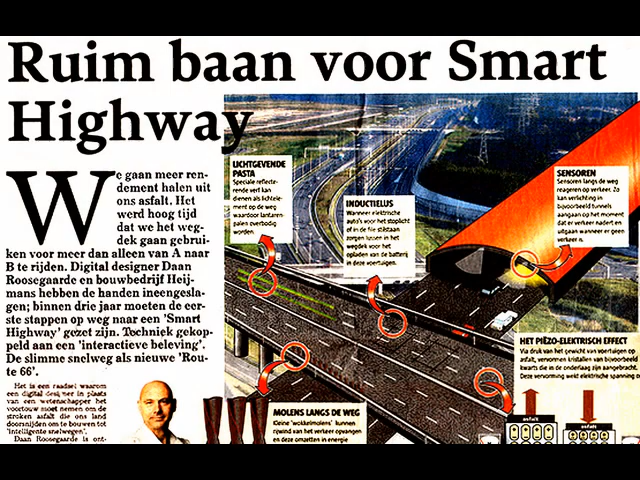 Ruim baan voor Smart
Highway
We gaan meer ren-
dement halen uit
ons asfalt. Het
werd hoog tijd
dat we het weg-
dek gaan gebrui-
ken voor meer dan alleen van A naar
B te rijden. Digital designer Daan
Roosegaarde en bouwbedrijf Heij-
mans hebben de handen ineengesla-
gen; binnen drie jaar moeten de eer-
ste stappen op weg naar een 'Smart
Highway' gezet zijn. Techniek gekop-
peld aan een 'interactieve beleving'.
De slimme snelweg als nieuwe 'Rou-
te 66'.
Het is een raadsel waarom
een digital designer in plaats
van een wetenschapper het
voortouw moet nemen om de
stroken asfalt die ons land
doorsnijden om te bouwen tot
'intelligente snelwegen'.
Daan Roosegaarde is ont-
LICHTGEVENDE
PASTA
Speciale reflecte-
rende verf kan
dienen als lichtele-
ment op de weg
waardoor lantaren-
palen overbodig
worden.
INDUCTIELUS
Wanneer elektrische
auto's voor het stoplicht
of in de file stilstaan
zorgen lussen in het
wegdek voor het
opladen van de batterij
in deze voertuigen.
SENSOREN
Sensoren langs de weg
reageren op verkeer. Zo
kan verlichting in
bijvoorbeeld tunnels
aangaan op het moment
dat er verkeer nadert en
uitgaan wanneer er geen
verkeer is.
HET PIËZO-ELEKTRISCH EFFECT
Via druk van het gewicht van voertuigen op
asfalt, vervormen kristallen van bijvoorbeeld
kwarts die in de onderlaag zijn aangebracht.
Deze vervorming wekt elektrische spanning o
asfalt
asfalt
MOLENS LANGS DE WEG
Kleine 'wokkelmolens' kunnen
rijwind van het verkeer opvangen
en deze omzetten in energie